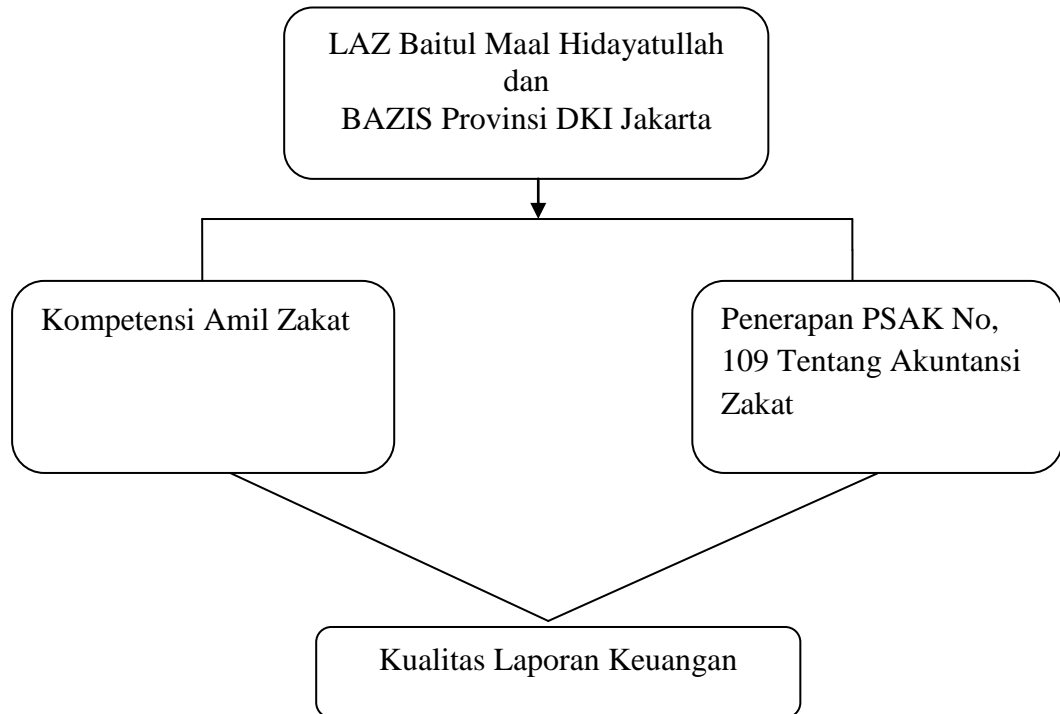 LAZ Baitul Maal Hidayatullah
dan
BAZIS Provinsi DKI Jakarta
Kompetensi Amil Zakat
Penerapan PSAK No,
109 Tentang Akuntansi
Zakat
Kualitas Laporan Keuangan